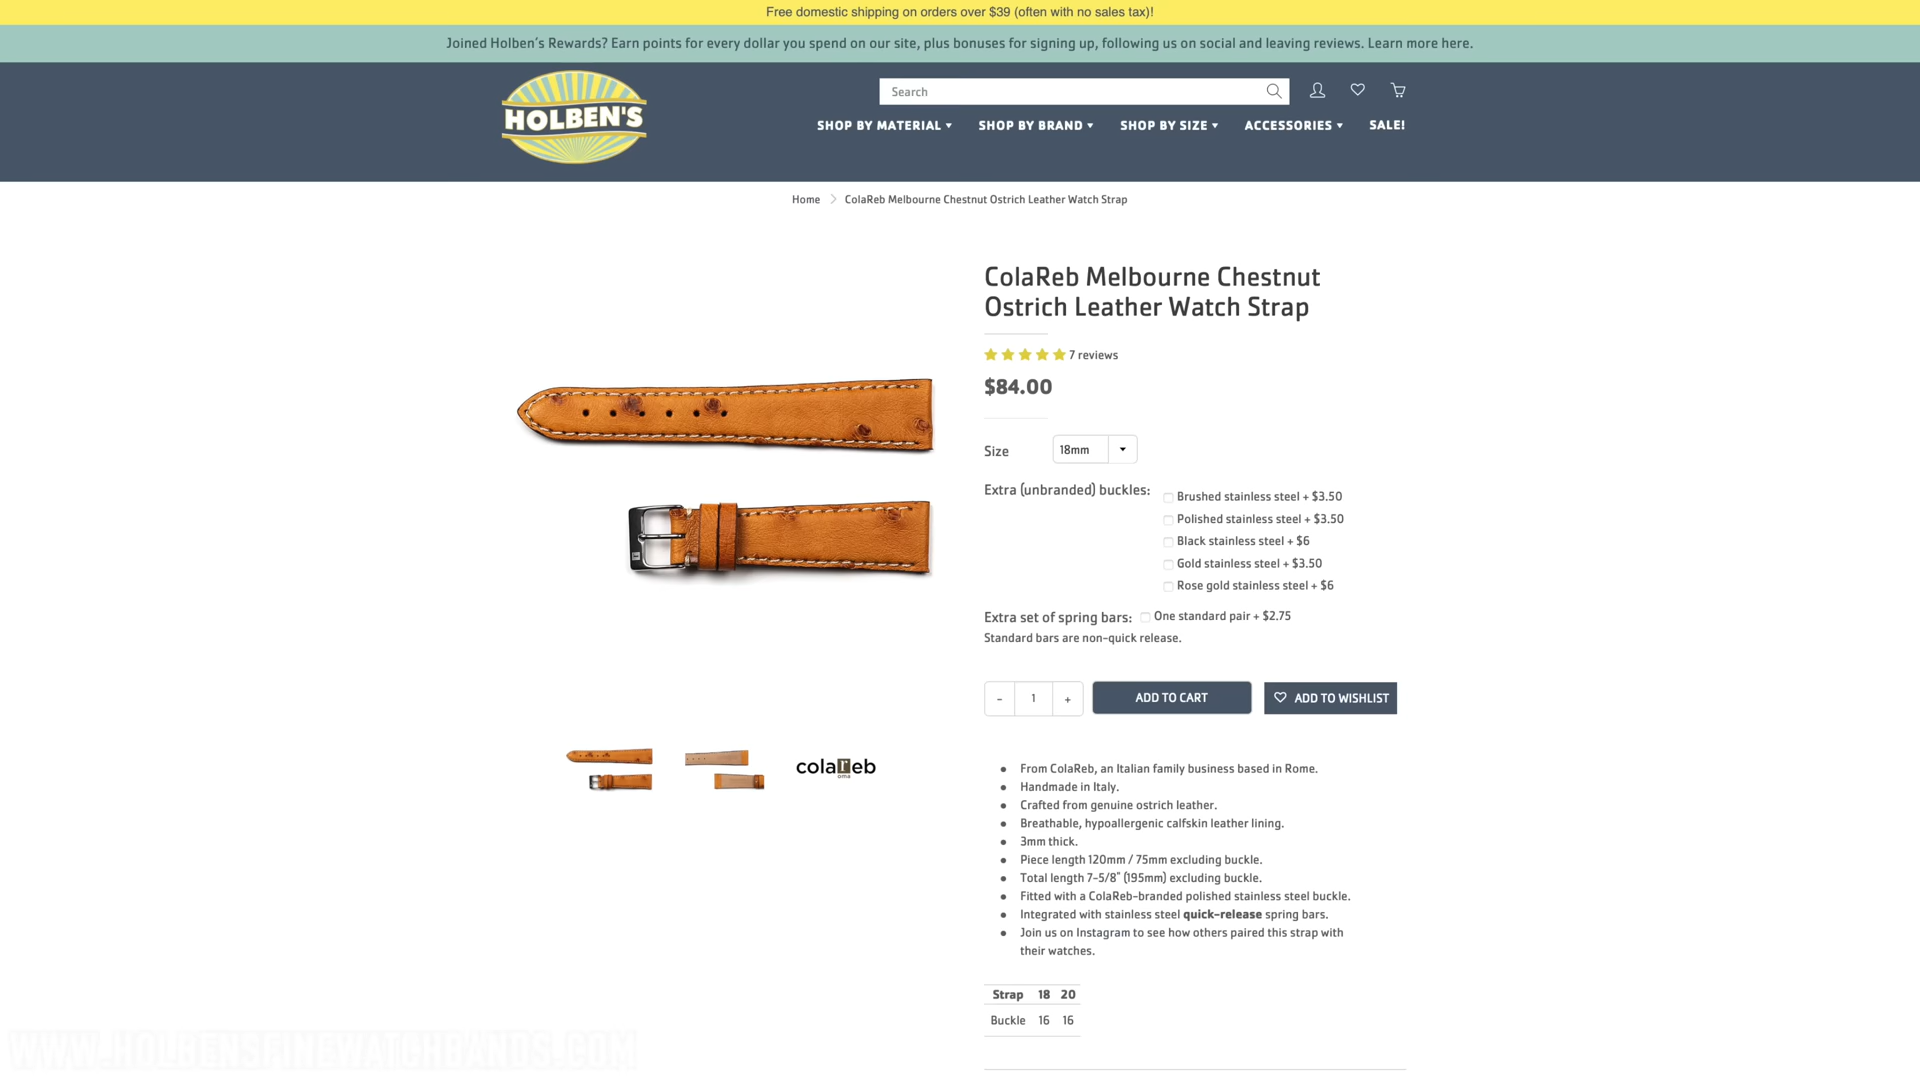 Free domestic shipping on orders over $39 (often with no sales tax)!
Joined Holben's Rewards? Earn points for every dollar you spend on our site, plus bonuses for signing up, following us on social and leaving reviews. Learn more here.
HOLBEN'S
Search
SHOP BY MATERIAL
SHOP BY BRAND
SHOP BY SIZE
ACCESSORIES
SALE!
Home
ColaReb Melbourne Chestnut Ostrich Leather Watch Strap
ColaReb Melbourne Chestnut
Ostrich Leather Watch Strap
7 reviews
$84.00
Size
18mm
Extra (unbranded) buckles:
Brushed stainless steel + $3.50
Polished stainless steel + $3.50
Black stainless steel + $6
Gold stainless steel + $3.50
Rose gold stainless steel + $6
Extra set of spring bars:
One standard pair + $2.75
Standard bars are non-quick release.
- 1 +
ADD TO CART
ADD TO WISHLIST
colareb
oma
• From ColaReb, an Italian family business based in Rome.
• Handmade in Italy.
• Crafted from genuine ostrich leather.
• Breathable, hypoallergenic calfskin leather lining.
• 3mm thick.
• Piece length 120mm / 75mm excluding buckle.
• Total length 7-5/8" (195mm) excluding buckle.
• Fitted with a ColaReb-branded polished stainless steel buckle.
• Integrated with stainless steel quick-release spring bars.
• Join us on Instagram to see how others paired this strap with
their watches.
Strap 18 20
Buckle 16 16
WWW.HOLBENSFINEWATCHBANDS.COM